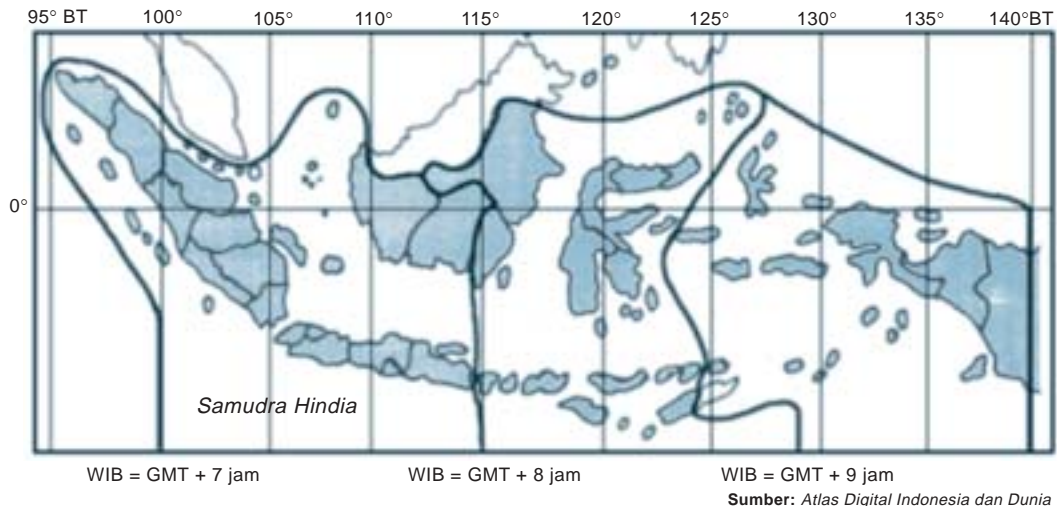 95° BT 100° 105° 110° 115° 120° 125° 130° 135° 140°BT
0°
Samudra Hindia
WIB = GMT + 7 jam WIB = GMT + 8 jam WIB = GMT + 9 jam
Sumber: Atlas Digital Indonesia dan Dunia